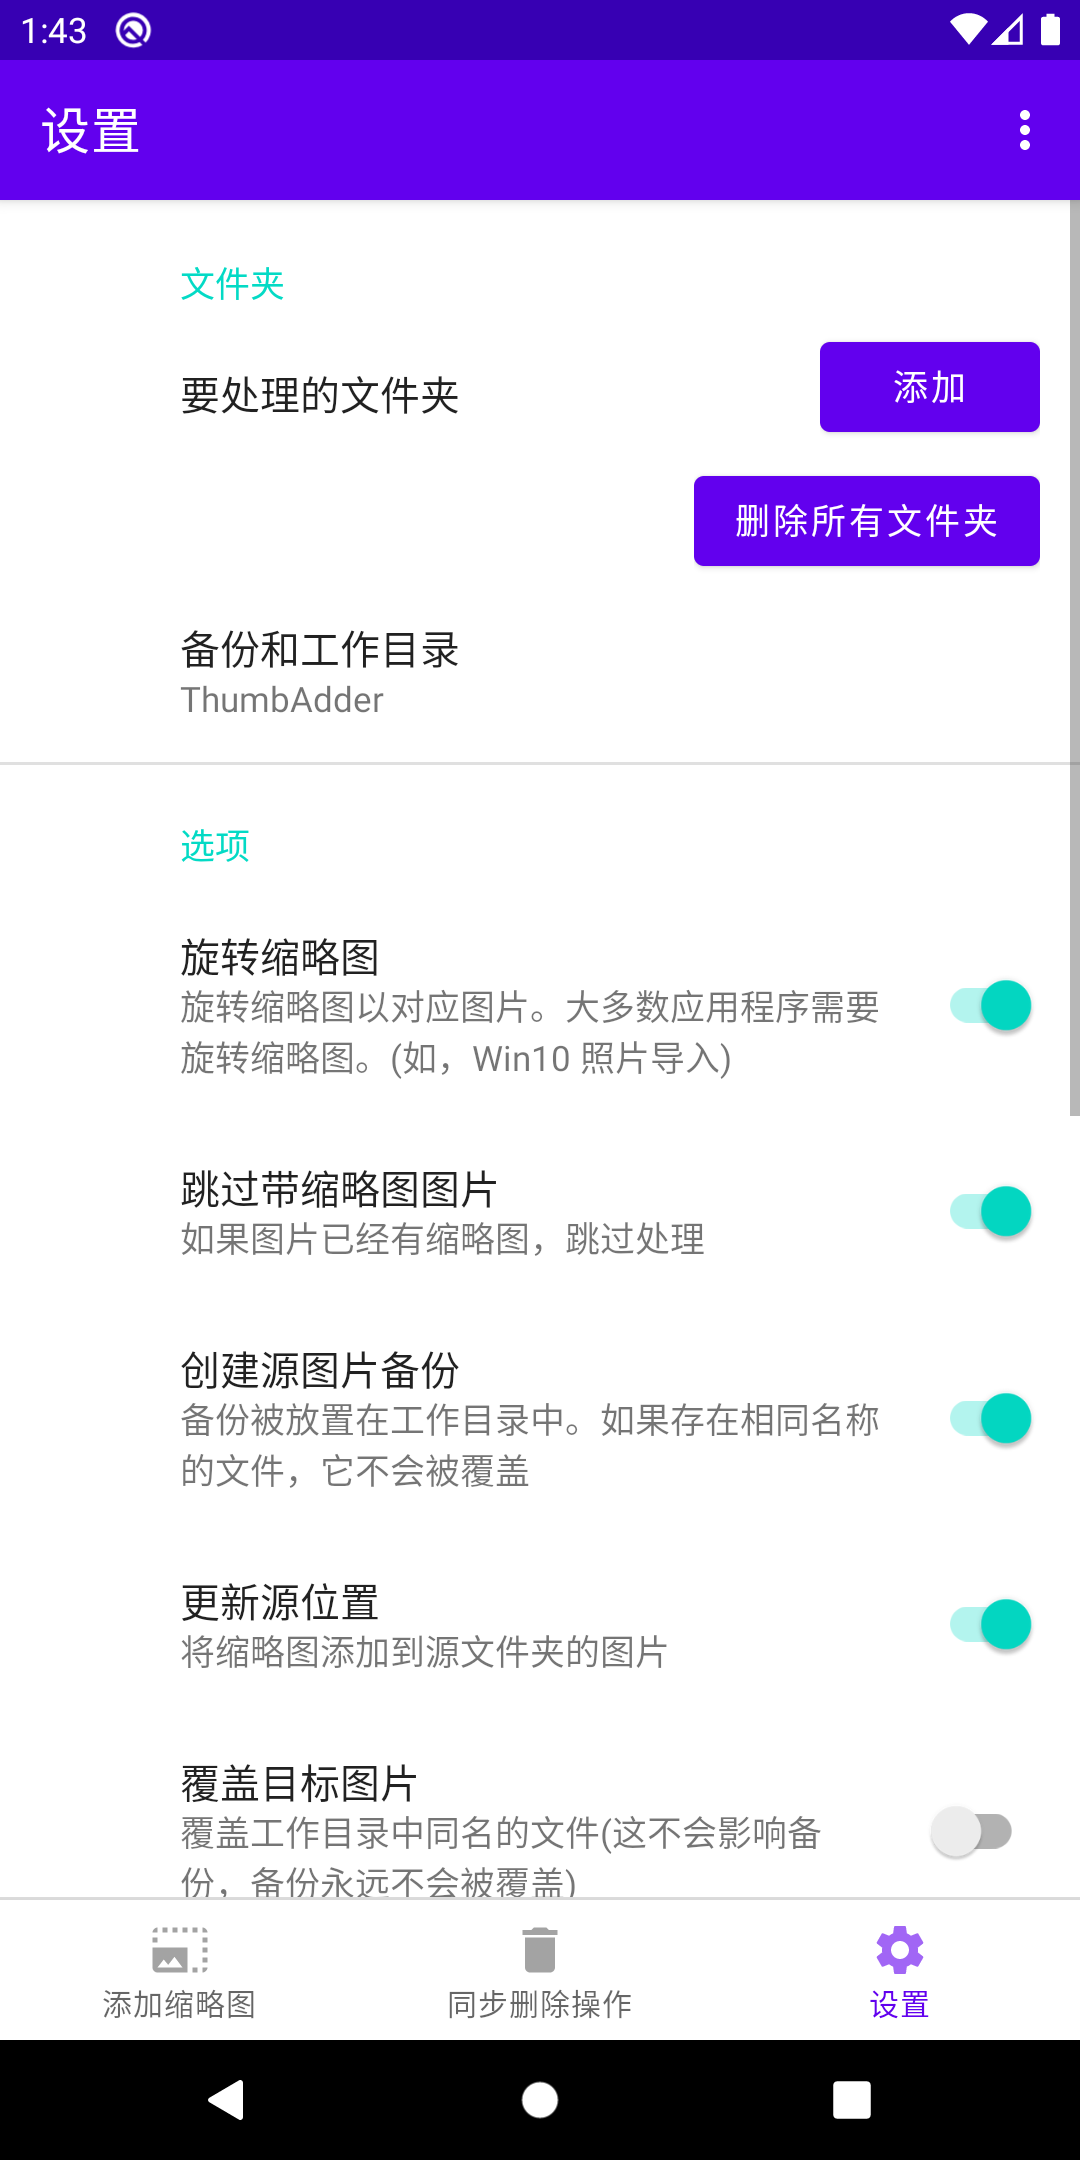 1:43
设置
文件夹
要处理的文件夹
添加
删除所有文件夹
备份和工作目录
ThumbAdder
选项
旋转缩略图
旋转缩略图以对应图片。大多数应用程序需要
旋转缩略图。(如，Win10 照片导入)
跳过带缩略图图片
如果图片已经有缩略图，跳过处理
创建源图片备份
备份被放置在工作目录中。如果存在相同名称
的文件，它不会被覆盖
更新源位置
将缩略图添加到源文件夹的图片
覆盖目标图片
覆盖工作目录中同名的文件(这不会影响备
份，备份永远不会被覆盖)
添加缩略图
同步删除操作
设置